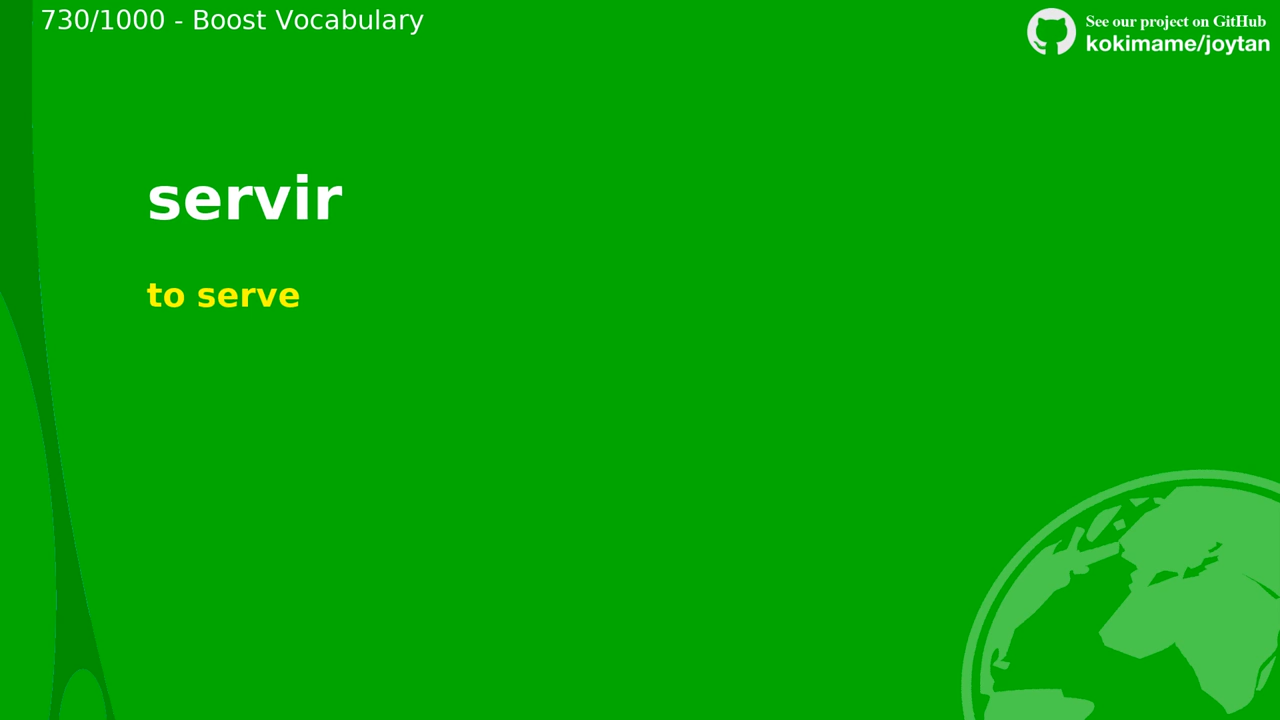 730/1000 - Boost Vocabulary
See our project on GitHub
kokimame/joytan
servir
to serve